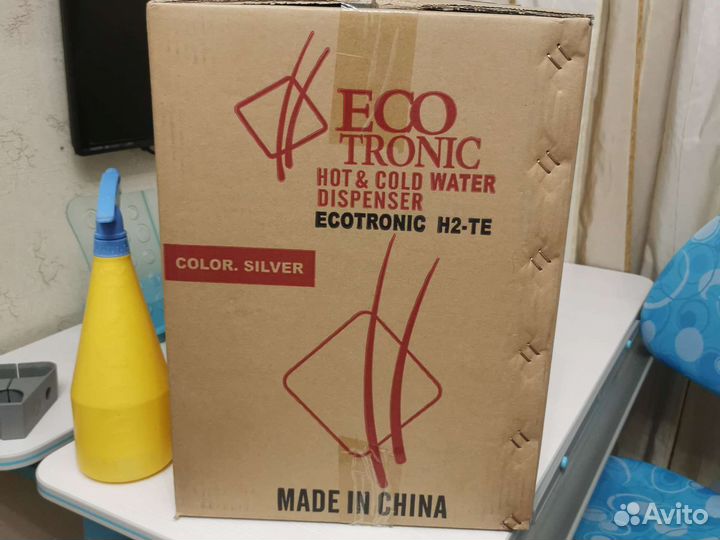 ECO
TRONIC
HOT & COLD WATER
DISPENSER
ECOTRONIC H2-TE
COLOR. SILVER
MADE IN CHINA
Avito